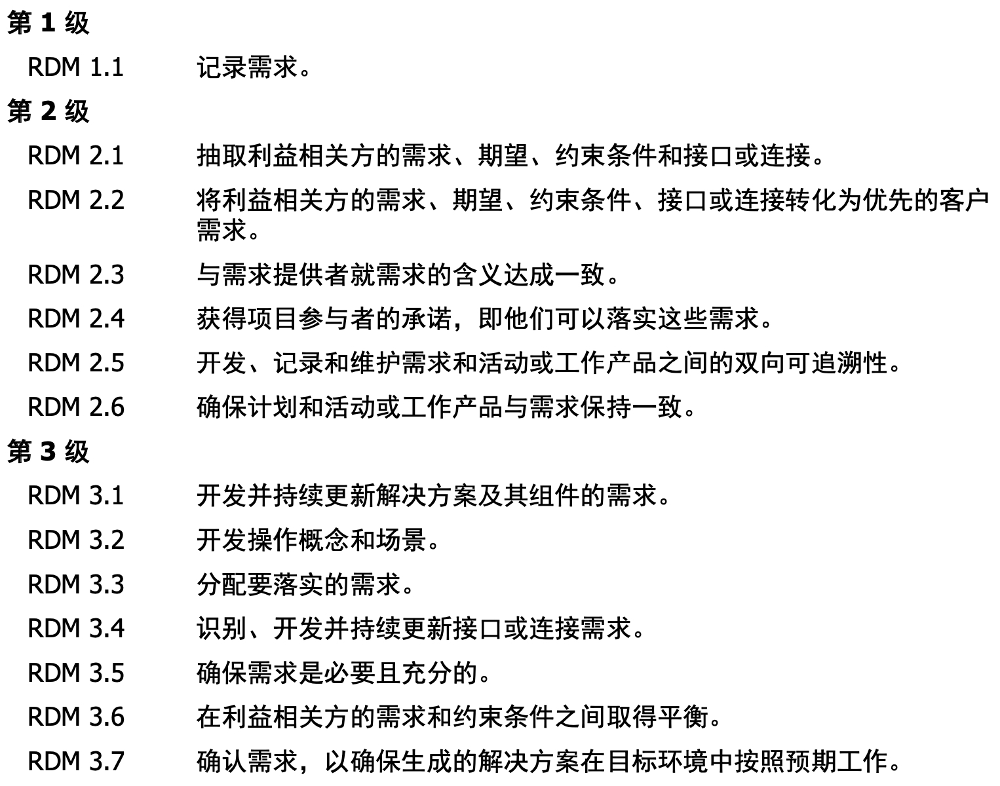 第 1 级
RDM 1.1 记录需求。
第 2 级
RDM 2.1 抽取利益相关方的需求、期望、约束条件和接口或连接。
RDM 2.2 将利益相关方的需求、期望、约束条件、接口或连接转化为优先的客户
需求。
RDM 2.3 与需求提供者就需求的含义达成一致。
RDM 2.4 获得项目参与者的承诺，即他们可以落实这些需求。
RDM 2.5 开发、记录和维护需求和活动或工作产品之间的双向可追溯性。
RDM 2.6 确保计划和活动或工作产品与需求保持一致。
第 3 级
RDM 3.1 开发并持续更新解决方案及其组件的需求。
RDM 3.2 开发操作概念和场景。
RDM 3.3 分配要落实的需求。
RDM 3.4 识别、开发并持续更新接口或连接需求。
RDM 3.5 确保需求是必要且充分的。
RDM 3.6 在利益相关方的需求和约束条件之间取得平衡。
RDM 3.7 确认需求，以确保生成的解决方案在目标环境中按照预期工作。